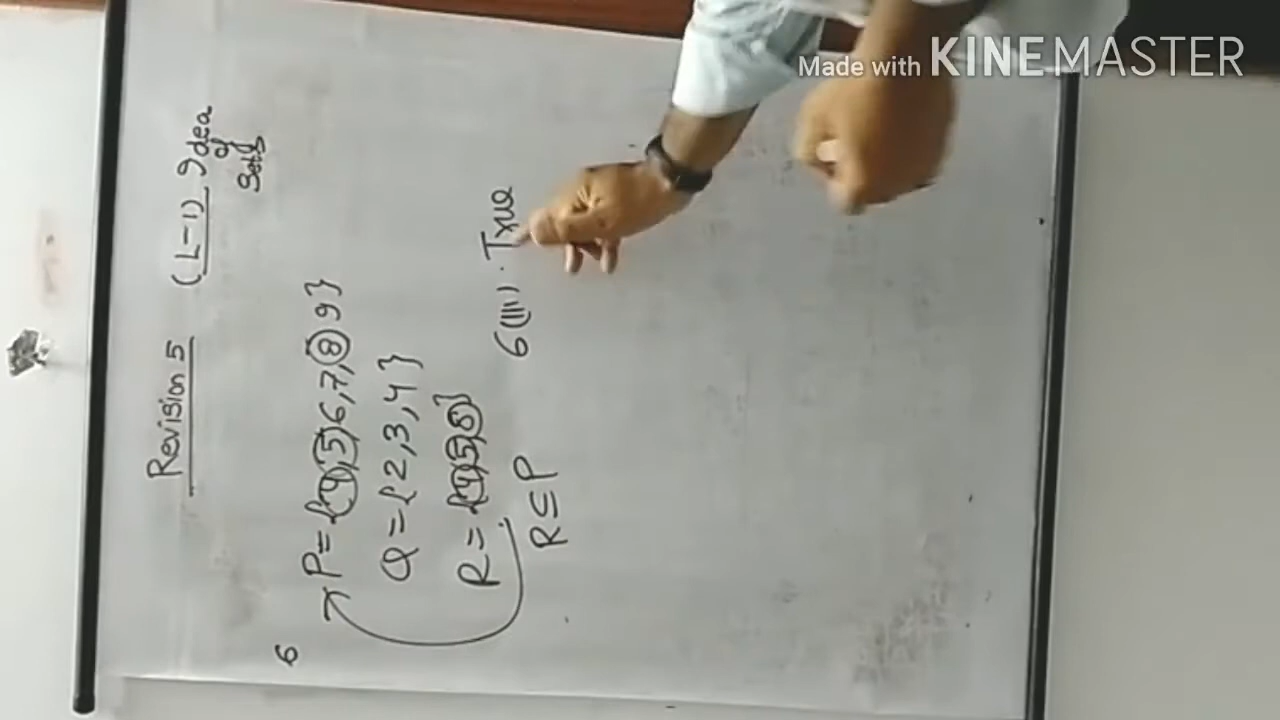 Made with KINEMASTER
Revision 5 (L-1) Idea
of
Sets
6
P = {4, 5, 6, 7, 8, 9}
Q = {2, 3, 4}
R = {4, 5, 8}
6(iii). True
R ⊆ P